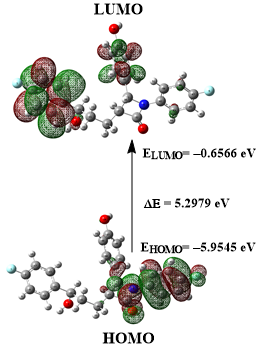 LUMO
E_LUMO= −0.6566 eV
ΔE = 5.2979 eV
E_HOMO= −5.9545 eV
HOMO